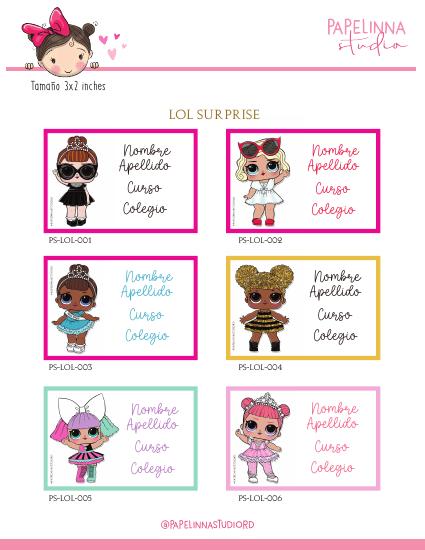 PAPELINNA
studio
Tamaño 3x2 inches
LOL SURPRISE
Nombre
Apellido
Curso
Colegio
PS-LOL-001
Nombre
Apellido
Curso
Colegio
PS-LOL-002
Nombre
Apellido
Curso
Colegio
PS-LOL-003
Nombre
Apellido
Curso
Colegio
PS-LOL-004
Nombre
Apellido
Curso
Colegio
PS-LOL-005
Nombre
Apellido
Curso
Colegio
PS-LOL-006
@PAPELINNASTUDIORD